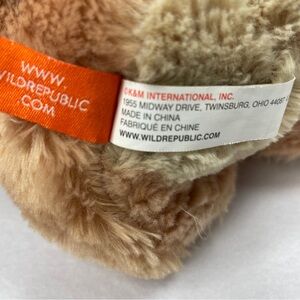 WWW.
WILDREPUBLIC
.COM
©K&M INTERNATIONAL, INC.
1955 MIDWAY DRIVE, TWINSBURG, OHIO 44087
MADE IN CHINA
FABRIQUÉ EN CHINE
WWW.WILDREPUBLIC.COM